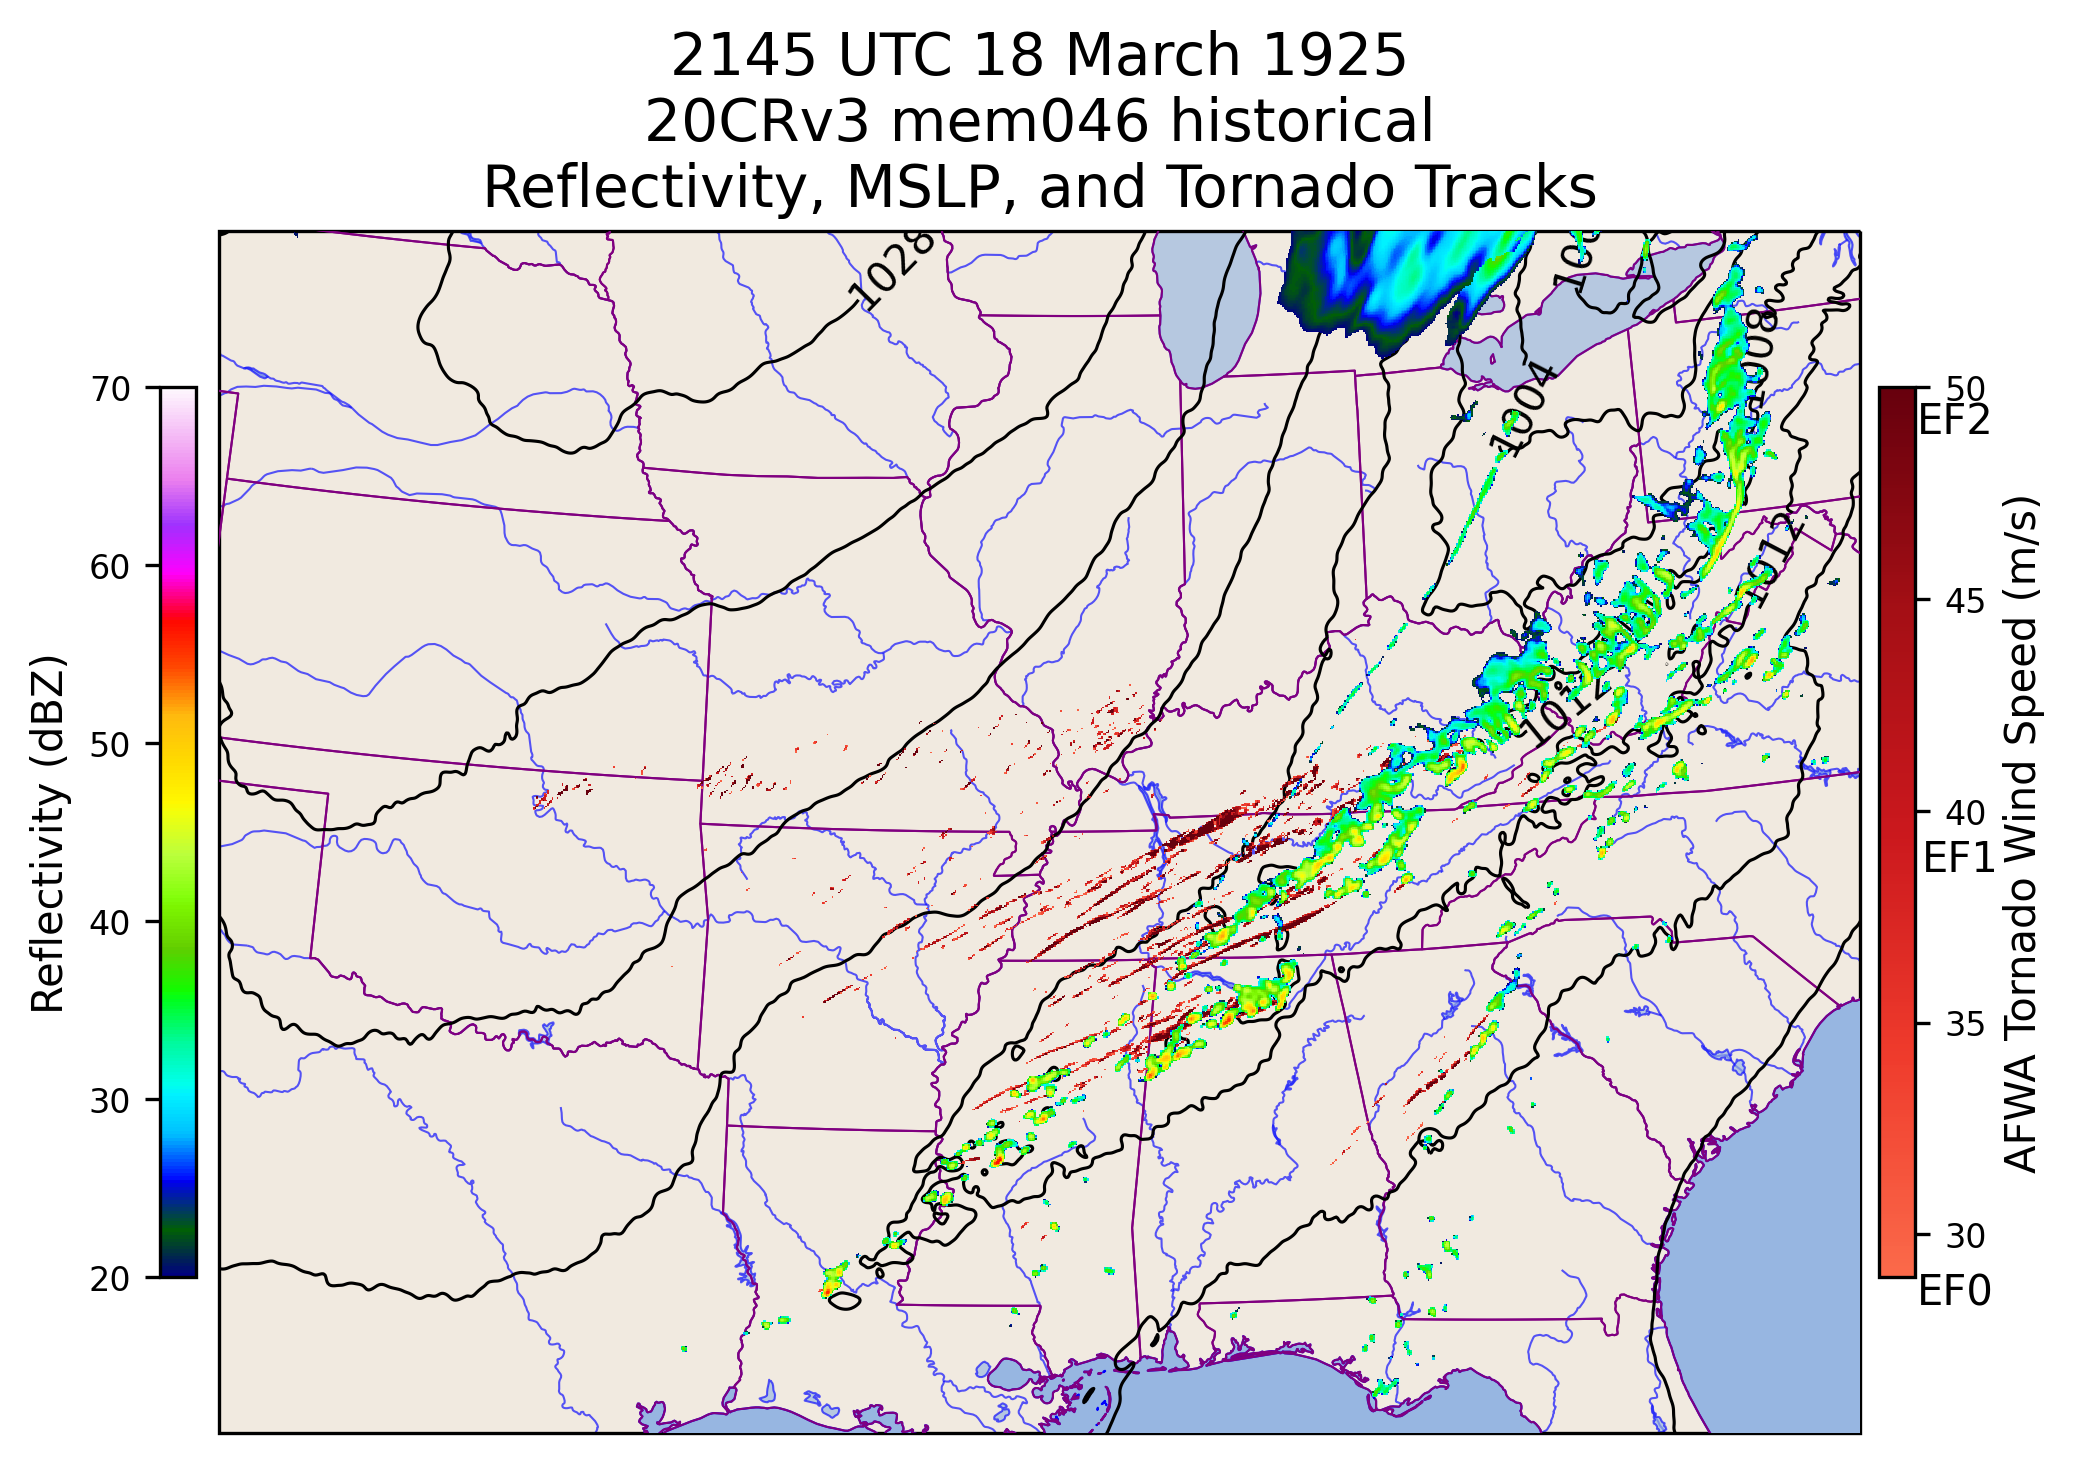 2145 UTC 18 March 1925
20CRv3 mem046 historical
Reflectivity, MSLP, and Tornado Tracks
1028
1004
1008
1012
1012
Reflectivity (dBZ)
70
60
50
40
30
20
50
EF2
45
40
EF1
35
30
EF0
AFWA Tornado Wind Speed (m/s)